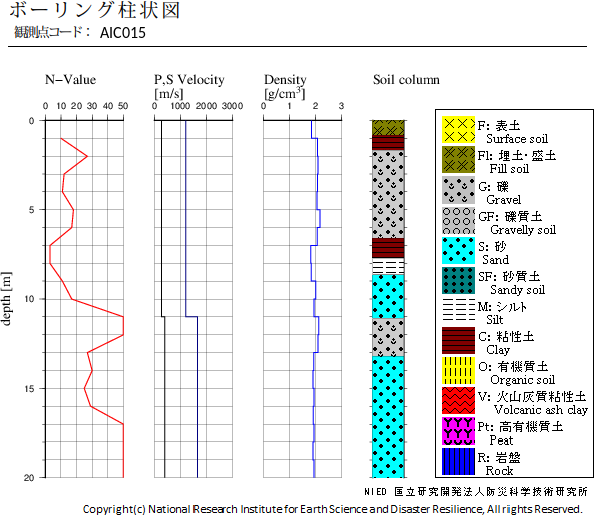 ボーリング柱状図
観測点コード： AIC015
N-Value
P,S Velocity
[m/s]
Density
[g/cm³]
Soil column
0 10 20 30 40 50
0 1000 2000 3000
0 1 2 3
0
5
10
15
20
depth [m]
F: 表土
Surface soil
Fl: 埋土・盛土
Fill soil
G: 礫
Gravel
GF: 礫質土
Gravelly soil
S: 砂
Sand
SF: 砂質土
Sandy soil
M: シルト
Silt
C: 粘性土
Clay
O: 有機質土
Organic soil
V: 火山灰質粘性土
Volcanic ash clay
Pt: 高有機質土
Peat
R: 岩盤
Rock
NIED 国立研究開発法人防災科学技術研究所
Copyright(c) National Research Institute for Earth Science and Disaster Resilience, All rights Reserved.